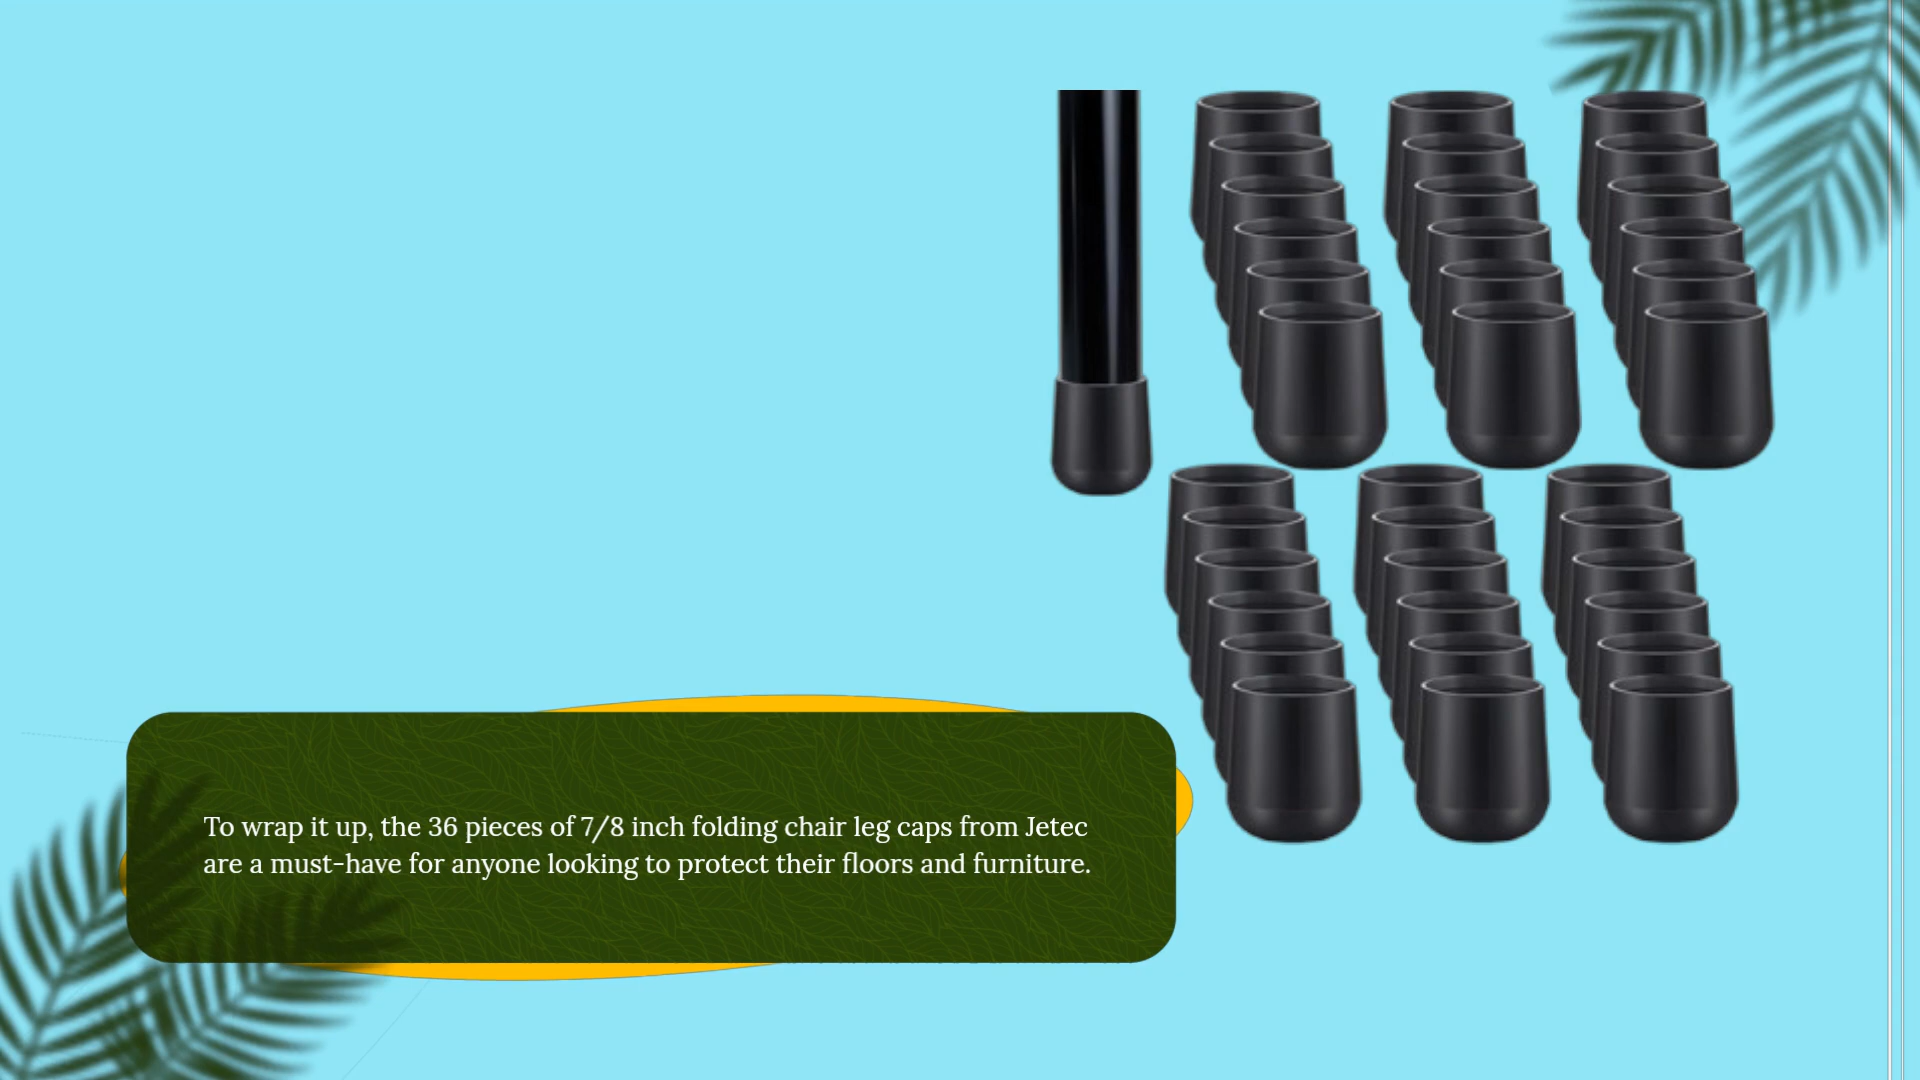 To wrap it up, the 36 pieces of 7/8 inch folding chair leg caps from Jetec
are a must-have for anyone looking to protect their floors and furniture.